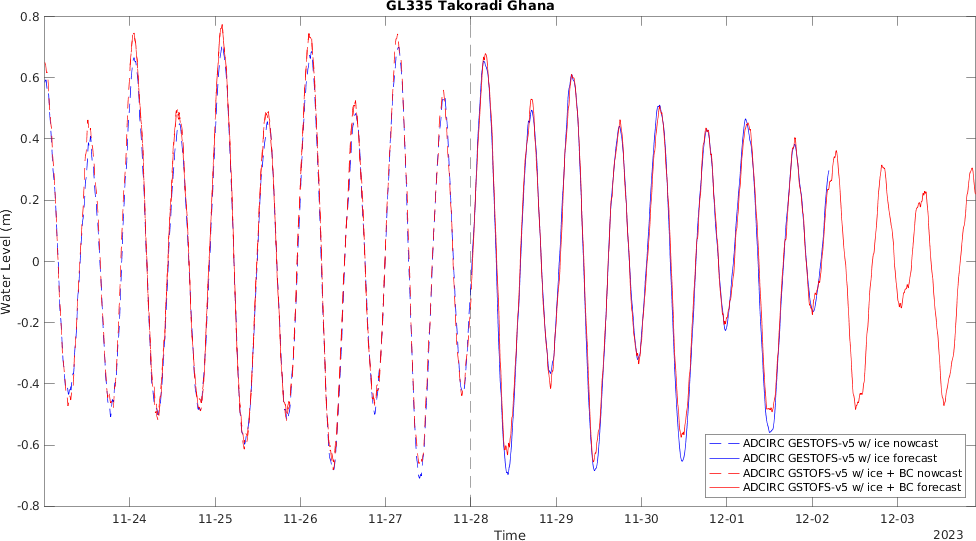 GL335 Takoradi Ghana
0.8
0.6
0.4
0.2
0
-0.2
-0.4
-0.6
-0.8
Water Level (m)
ADCIRC GESTOFS-v5 w/ ice nowcast
ADCIRC GESTOFS-v5 w/ ice forecast
ADCIRC GSTOFS-v5 w/ ice + BC nowcast
ADCIRC GSTOFS-v5 w/ ice + BC forecast
11-24 11-25 11-26 11-27 11-28 11-29 11-30 12-01 12-02 12-03
Time
2023